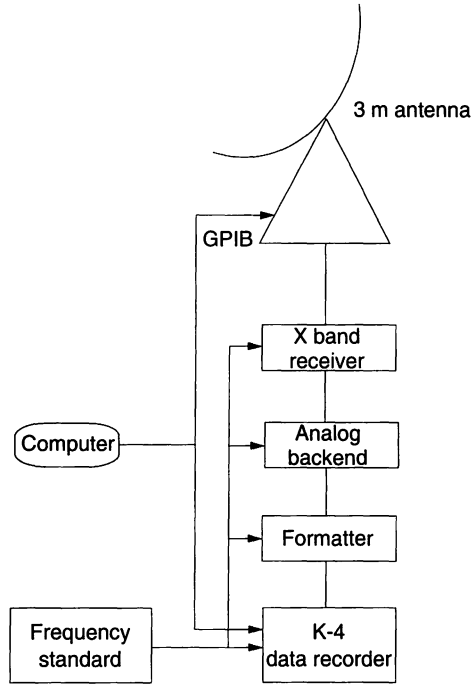 3 m antenna
GPIB
X band
receiver
Computer
Analog
backend
Formatter
Frequency
standard
K-4
data recorder